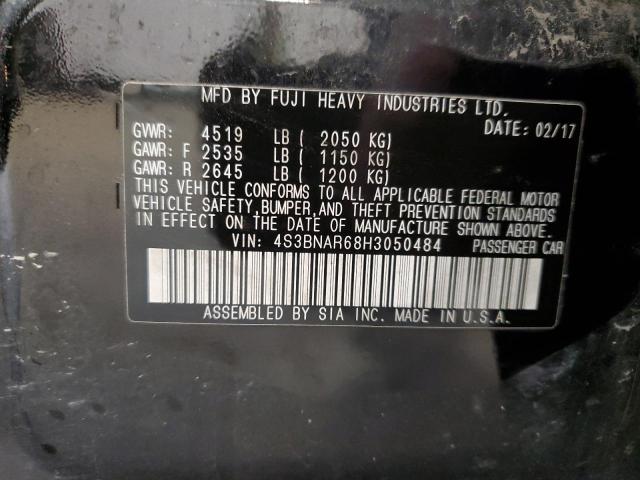 MFD BY FUJI HEAVY INDUSTRIES LTD.
DATE: 02/17
GVWR: 4519 LB ( 2050 KG)
GAWR: F 2535 LB ( 1150 KG)
GAWR: R 2645 LB ( 1200 KG)
THIS VEHICLE CONFORMS TO ALL APPLICABLE FEDERAL MOTOR
VEHICLE SAFETY, BUMPER, AND THEFT PREVENTION STANDARDS
IN EFFECT ON THE DATE OF MANUFACTURE SHOWN ABOVE.
VIN: 4S3BNAR68H3050484 PASSENGER CAR
ASSEMBLED BY SIA INC. MADE IN U.S.A.